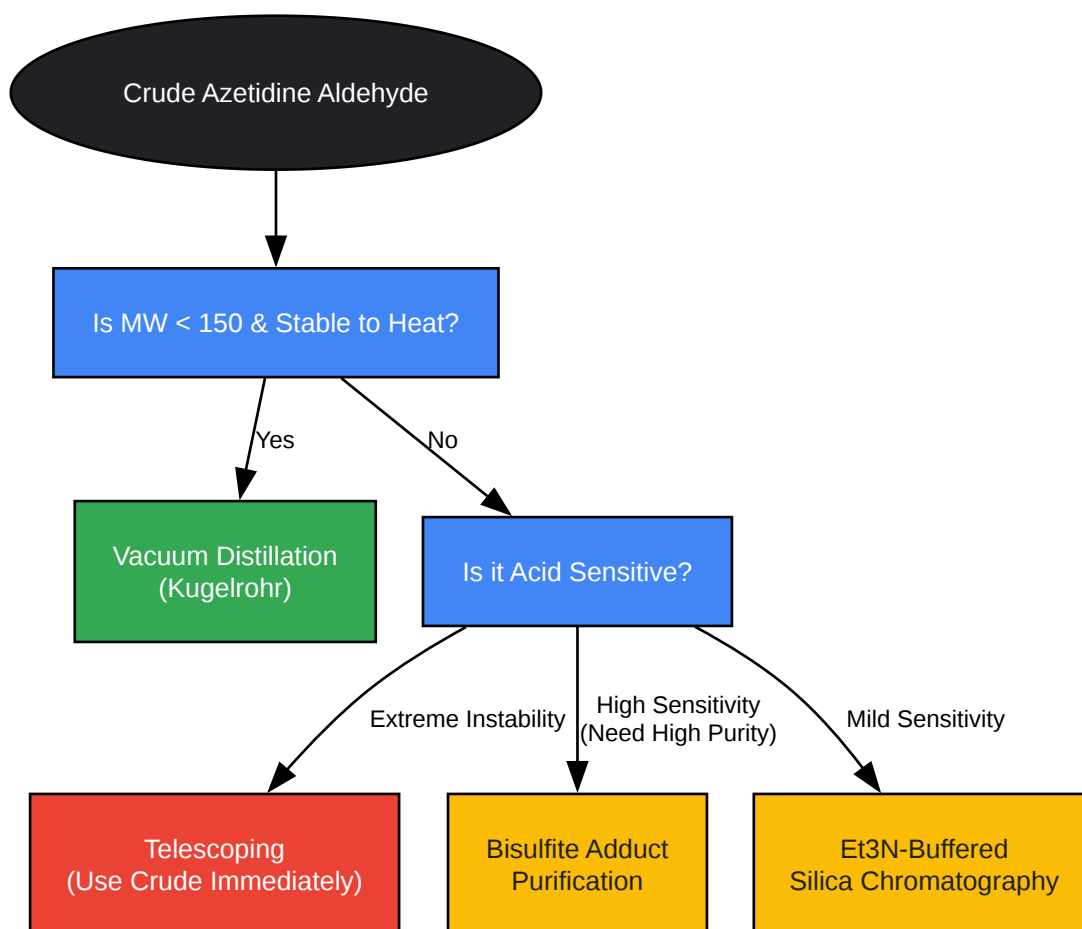 Crude Azetidine Aldehyde
Is MW < 150 & Stable to Heat?
Yes
No
Vacuum Distillation
(Kugelrohr)
Is it Acid Sensitive?
Extreme Instability
High Sensitivity
(Need High Purity)
Mild Sensitivity
Telescoping
(Use Crude Immediately)
Bisulfite Adduct
Purification
Et3N-Buffered
Silica Chromatography